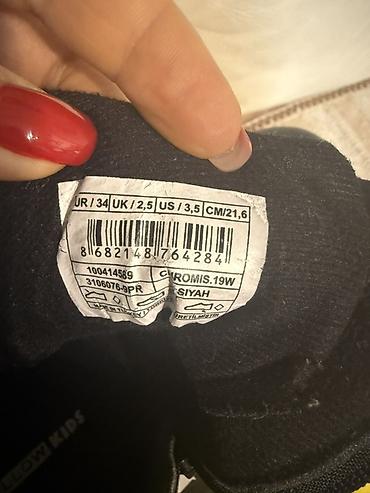 UR / 34 UK / 2,5 US / 3,5 CM/21,6
8 682148 764284
100414589 CHROMIS.19W
3106076-9PR SIYAH
KIDS